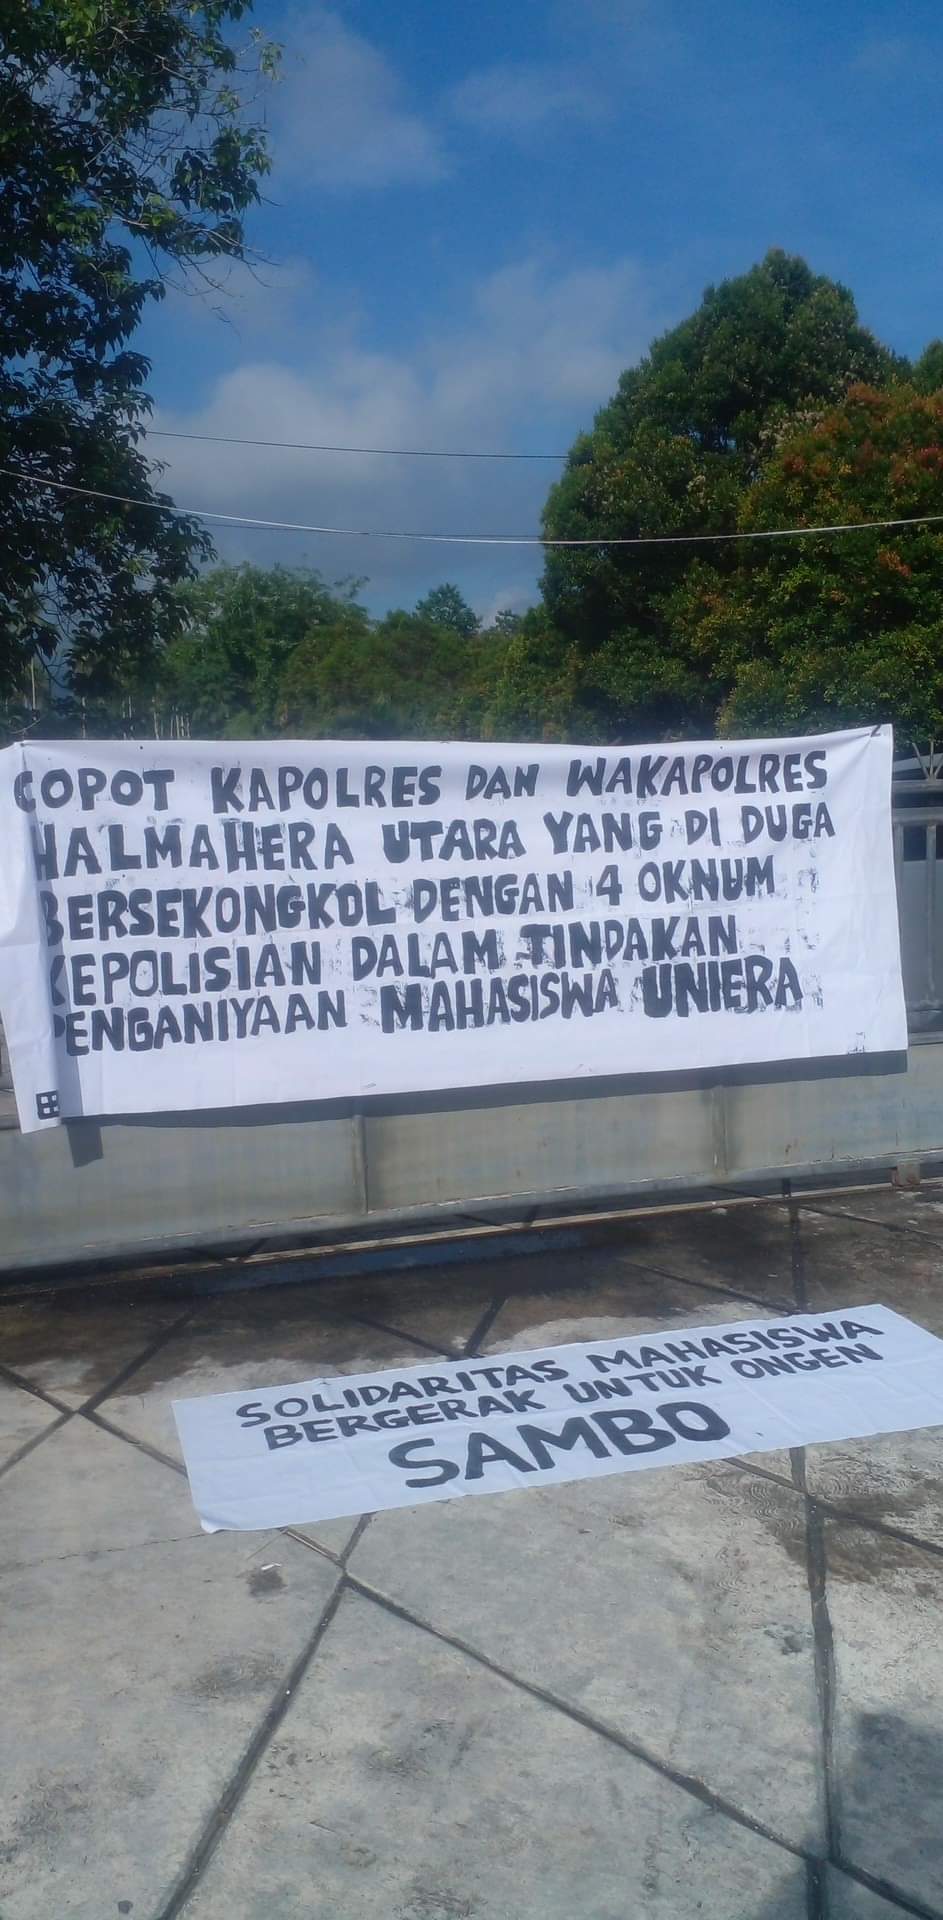 COPOT KAPOLRES DAN WAKAPOLRES
HALMAHERA UTARA YANG DI DUGA
BERSEKONGKOL DENGAN 4 OKNUM
KEPOLISIAN DALAM TINDAKAN
PENGANIYAAN MAHASISWA UNIERA
SOLIDARITAS MAHASISWA
BERGERAK UNTUK ONGEN
SAMBO